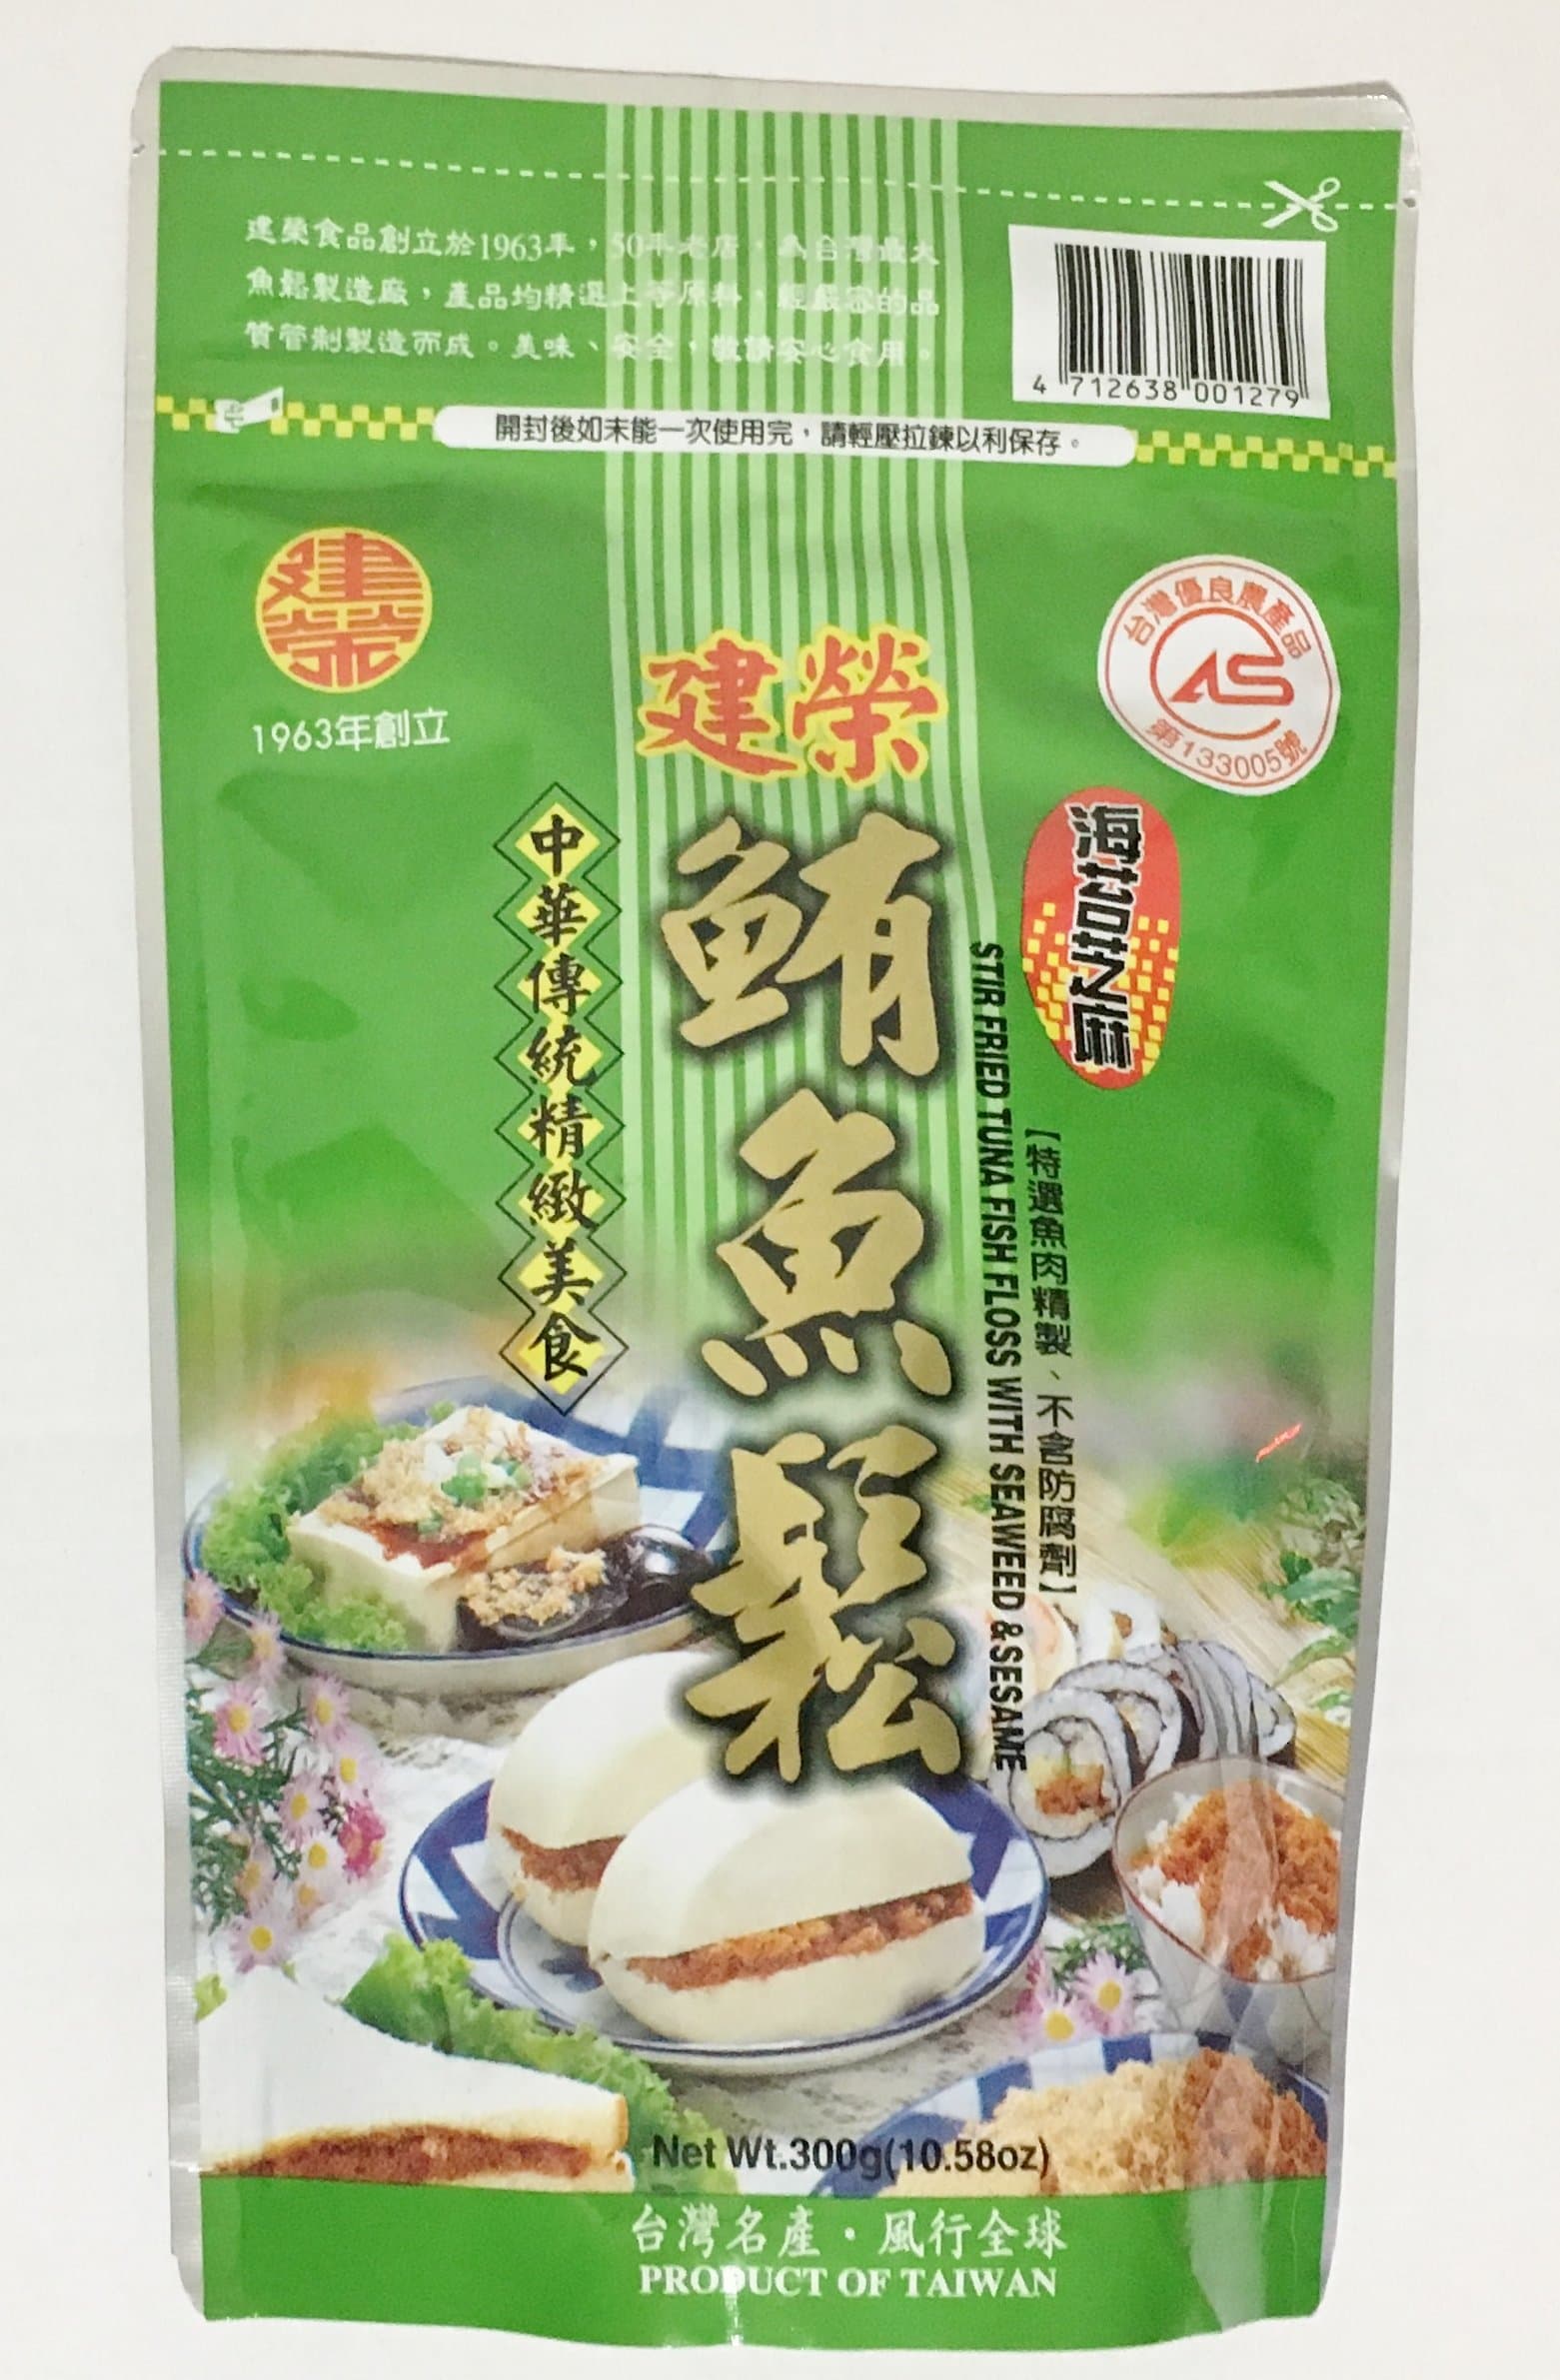 建榮食品創立於1963年，50年老店，為台灣最大
魚鬆製造廠，產品均精選上等原料，經嚴密的品
質管制製造而成。美味、安全，敬請安心食用。
4 712638 001279
開封後如未能一次使用完，請輕壓拉鍊以利保存。
建榮
1963年創立
台灣優良農產品
CAS
第133005號
建榮
鮪魚鬆
海苔芝麻
中華傳統精緻美食
STIR FRIED TUNA FISH FLOSS WITH SEAWEED & SESAME
【特選魚肉精製、不含防腐劑】
Net Wt.300g(10.58oz)
台灣名產・風行全球
PRODUCT OF TAIWAN